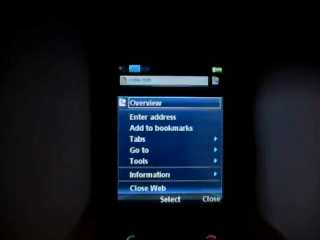 Overview
Enter address
Add to bookmarks
Tabs
Go to
Tools
Information
Close Web
Select Close